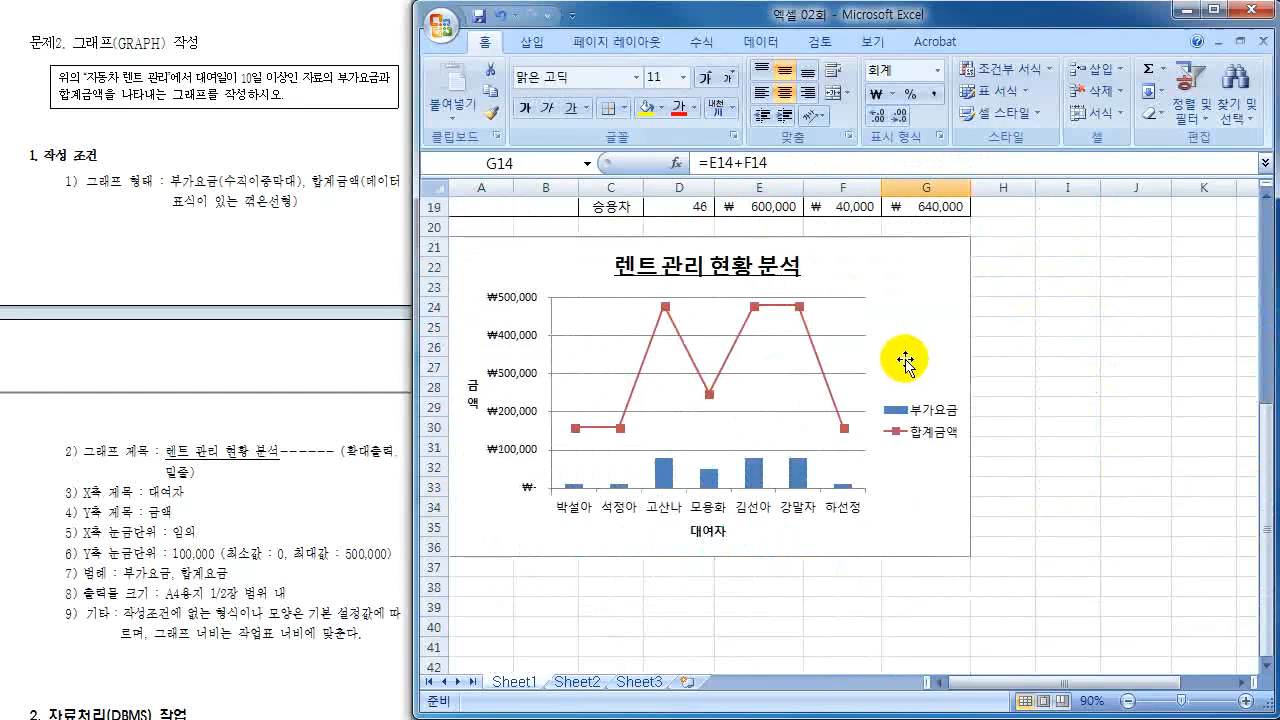 문제2. 그래프(GRAPH) 작성
위의 "자동차 렌트 관리"에서 대여일이 10일 이상인 자료의 부가요금과
합계금액을 나타내는 그래프를 작성하시오.
1. 작성 조건
1) 그래프 형태 : 부가요금(수직이중막대), 합계금액(데이터
표식이 있는 꺾은선형)
2) 그래프 제목 : 렌트 관리 현황 분석------ (확대출력,
밑줄)
3) X축 제목 : 대여자
4) Y축 제목 : 금액
5) X축 눈금단위 : 임의
6) Y축 눈금단위 : 100,000 (최소값 : 0, 최대값 : 500,000)
7) 범례 : 부가요금, 합계요금
8) 출력물 크기 : A4용지 1/2장 범위 내
9) 기타 : 작성조건에 없는 형식이나 모양은 기본 설정값에 따
르며, 그래프 너비는 작업표 너비에 맞춘다.
2. 자료처리(DBMS) 작업
엑셀 02회 - Microsoft Excel
홈 삽입 페이지 레이아웃 수식 데이터 검토 보기 Acrobat
붙여넣기
클립보드
맑은 고딕 11
가 가 가 내천
글꼴
맞춤
회계
₩ % ,
표시 형식
조건부 서식
표 서식
셀 스타일
스타일
삽입
삭제
서식
셀
Σ
정렬 및 필터
찾기 및 선택
편집
G14 fx =E14+F14
A B C D E F G H I J K
19 승용차 46 ₩ 600,000 ₩ 40,000 ₩ 640,000
20
21
22
23
24
25
26
27
28
29
30
31
32
33
34
35
36
37
38
39
40
41
42
렌트 관리 현황 분석
₩500,000
₩400,000
₩300,000
₩200,000
₩100,000
₩-
금액
박설아 석정아 고산나 모용화 김선아 강말자 하선정
대여자
부가요금
합계금액
Sheet1 Sheet2 Sheet3
준비 90%